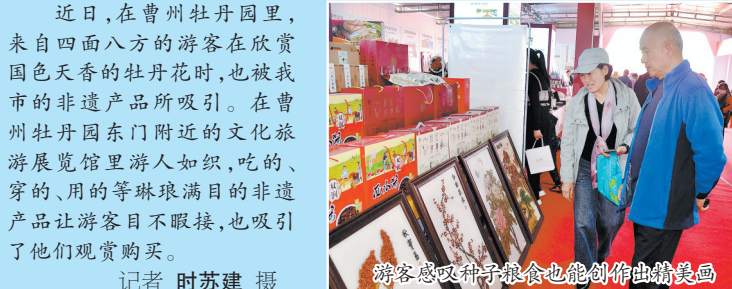 近日，在曹州牡丹园里，
来自四面八方的游客在欣赏
国色天香的牡丹花时，也被我
市的非遗产品所吸引。在曹
州牡丹园东门附近的文化旅
游展览馆里游人如织，吃的、
穿的、用的等琳琅满目的非遗
产品让游客目不暇接，也吸引
了他们观赏购买。
记者 时苏建 摄
游客感叹种子粮食也能创作出精美画